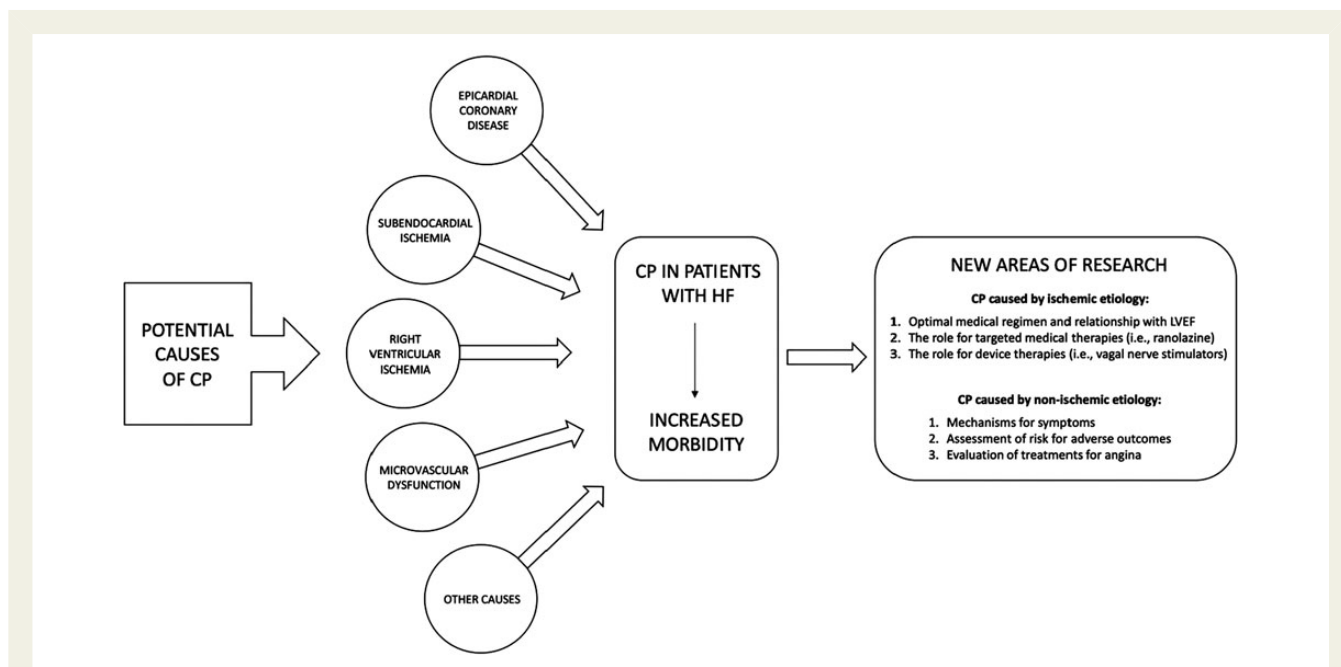 POTENTIAL
CAUSES
OF CP
EPICARDIAL
CORONARY
DISEASE
SUBENDOCARDIAL
ISCHEMIA
RIGHT
VENTRICULAR
ISCHEMIA
MICROVASCULAR
DYSFUNCTION
OTHER CAUSES
CP IN PATIENTS
WITH HF
INCREASED
MORBIDITY
NEW AREAS OF RESEARCH
CP caused by ischemic etiology:
1. Optimal medical regimen and relationship with LVEF
2. The role for targeted medical therapies (i.e., ranolazine)
3. The role for device therapies (i.e., vagal nerve stimulators)
CP caused by non-ischemic etiology:
1. Mechanisms for symptoms
2. Assessment of risk for adverse outcomes
3. Evaluation of treatments for angina